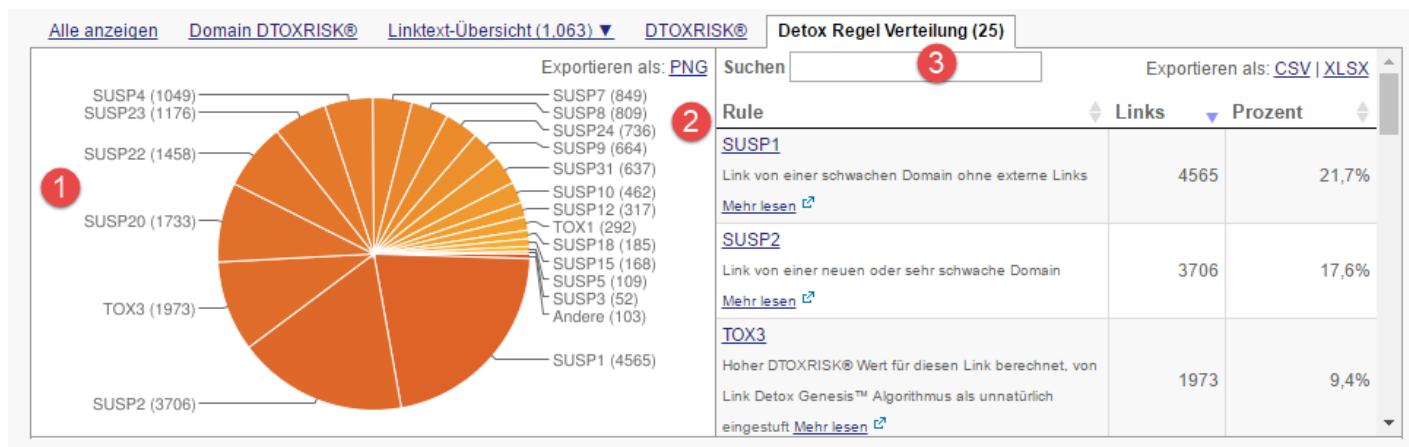 Alle anzeigen Domain DTOXRISK® Linktext-Übersicht (1.063) ▼ DTOXRISK® Detox Regel Verteilung (25)
Exportieren als: PNG
SUSP4 (1049)
SUSP23 (1176)
SUSP22 (1458)
SUSP20 (1733)
TOX3 (1973)
SUSP2 (3706)
SUSP7 (849)
SUSP8 (809)
SUSP24 (736)
SUSP9 (664)
SUSP31 (637)
SUSP10 (462)
SUSP12 (317)
TOX1 (292)
SUSP18 (185)
SUSP15 (168)
SUSP5 (109)
SUSP3 (52)
Andere (103)
SUSP1 (4565)
1
2
3
Suchen Exportieren als: CSV | XLSX
Rule Links Prozent
SUSP1
Link von einer schwachen Domain ohne externe Links 4565 21,7%
Mehr lesen
SUSP2
Link von einer neuen oder sehr schwache Domain 3706 17,6%
Mehr lesen
TOX3
Hoher DTOXRISK® Wert für diesen Link berechnet, von
Link Detox Genesis™ Algorithmus als unnatürlich 1973 9,4%
eingestuft Mehr lesen